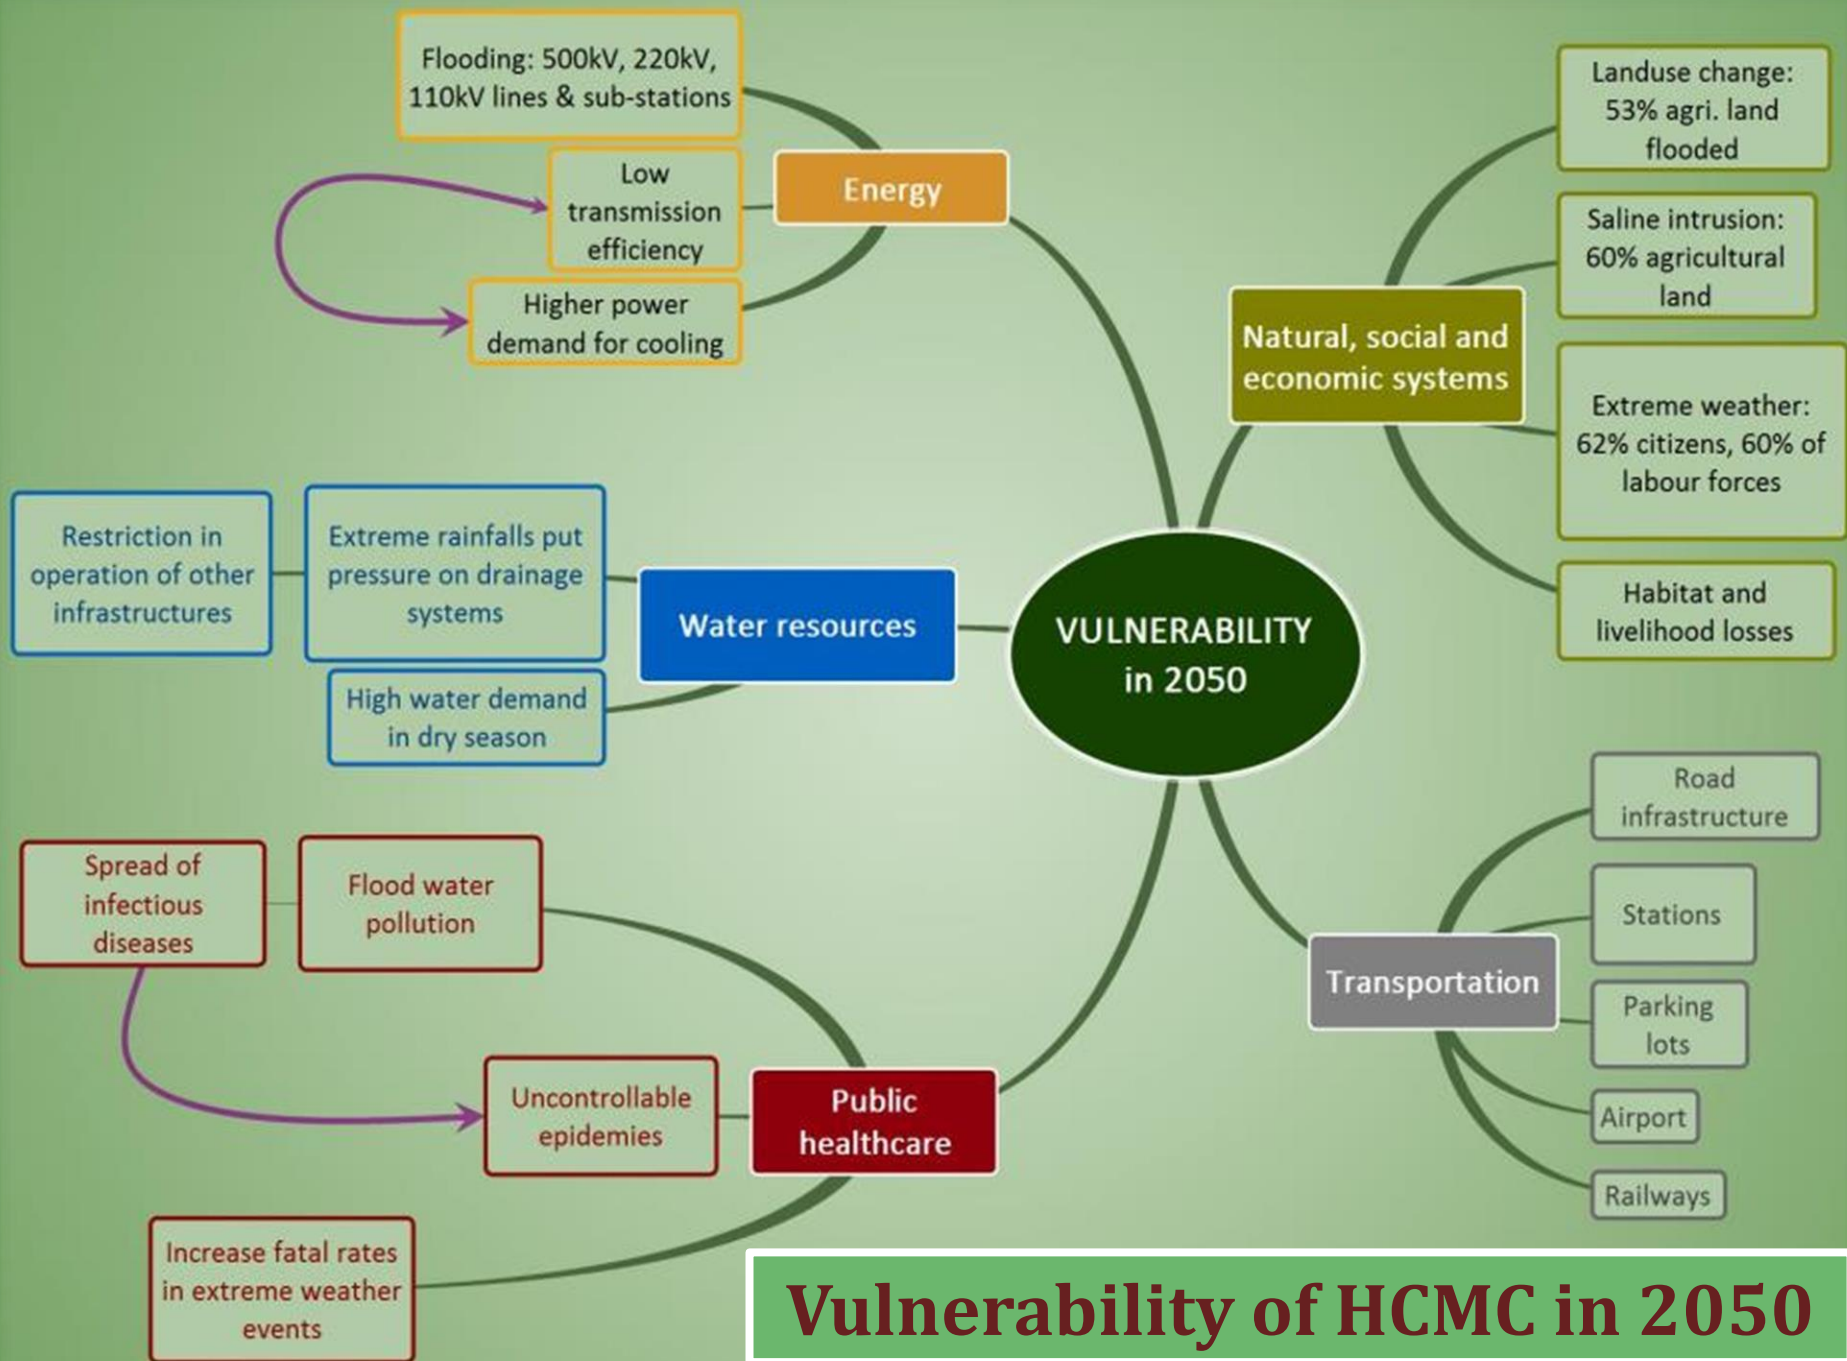 Flooding: 500kV, 220kV,
110kV lines & sub-stations
Low
transmission
efficiency
Higher power
demand for cooling
Energy
Landuse change:
53% agri. land
flooded
Saline intrusion:
60% agricultural
land
Extreme weather:
62% citizens, 60% of
labour forces
Habitat and
livelihood losses
Natural, social and
economic systems
Restriction in
operation of other
infrastructures
Extreme rainfalls put
pressure on drainage
systems
High water demand
in dry season
Water resources
VULNERABILITY
in 2050
Spread of
infectious
diseases
Flood water
pollution
Uncontrollable
epidemies
Increase fatal rates
in extreme weather
events
Public
healthcare
Transportation
Road
infrastructure
Stations
Parking
lots
Airport
Railways
Vulnerability of HCMC in 2050